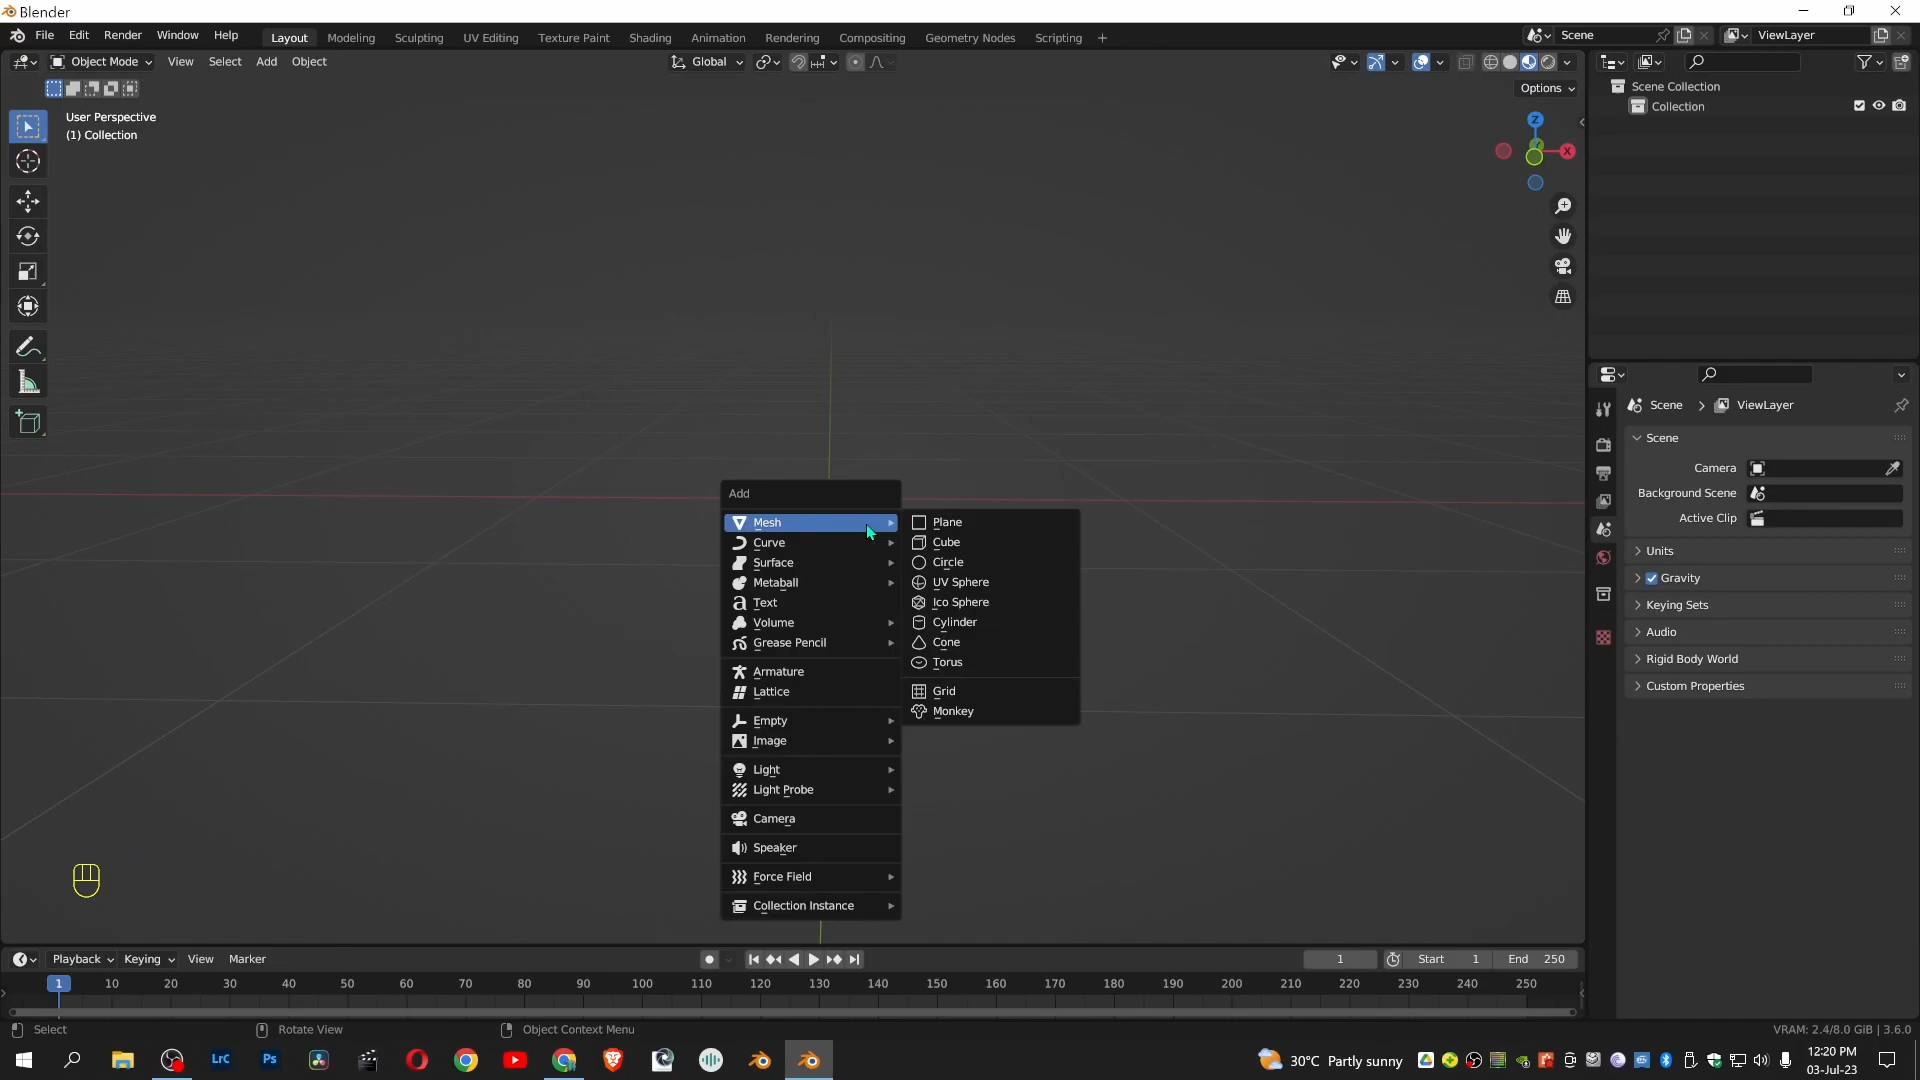 Blender
File Edit Render Window Help
Layout Modeling Sculpting UV Editing Texture Paint Shading Animation Rendering Compositing Geometry Nodes Scripting +
Scene
ViewLayer
Object Mode View Select Add Object
Global
Options
User Perspective
(1) Collection
Z
X
Scene Collection
Collection
Scene > ViewLayer
Scene
Camera
Background Scene
Active Clip
Units
Gravity
Keying Sets
Audio
Rigid Body World
Custom Properties
Add
Mesh
Curve
Surface
Metaball
Text
Volume
Grease Pencil
Armature
Lattice
Empty
Image
Light
Light Probe
Camera
Speaker
Force Field
Collection Instance
Plane
Cube
Circle
UV Sphere
Ico Sphere
Cylinder
Cone
Torus
Grid
Monkey
Playback Keying View Marker
1 Start 1 End 250
1 10 20 30 40 50 60 70 80 90 100 110 120 130 140 150 160 170 180 190 200 210 220 230 240 250
Select Rotate View Object Context Menu
VRAM: 2.4/8.0 GiB | 3.6.0
LrC Ps
30°C Partly sunny
12:20 PM
03-Jul-23